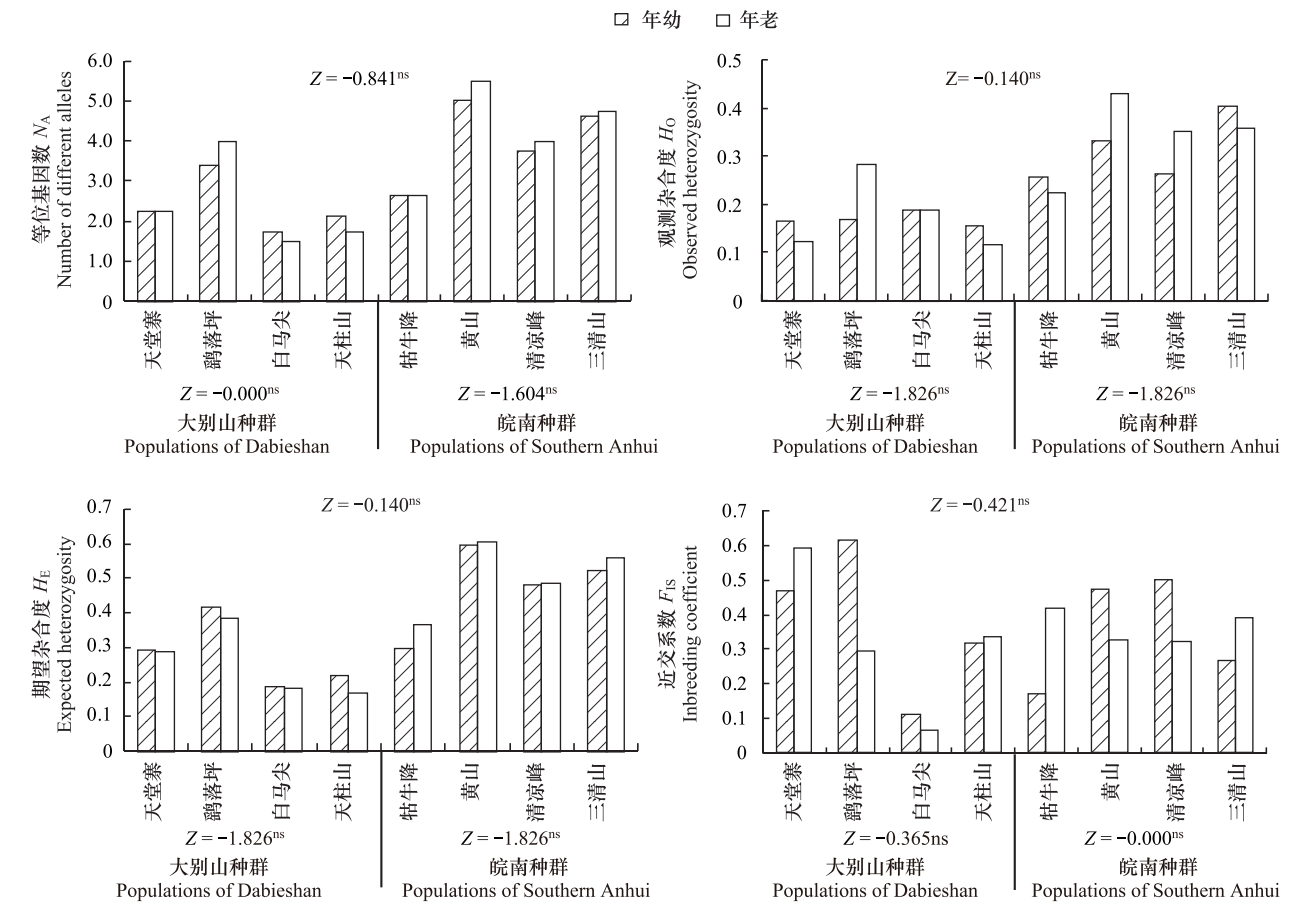 年幼 年老
等位基因数 NA
Number of different alleles
6.0
5.0
4.0
3.0
2.0
1.0
0
Z = −0.841ns
天堂寨
鹞落坪
白马尖
天柱山
牯牛降
黄山
清凉峰
三清山
Z = −0.000ns
Z = −1.604ns
大别山种群
皖南种群
Populations of Dabieshan
Populations of Southern Anhui
观测杂合度 HO
Observed heterozygosity
0.5
0.4
0.3
0.2
0.1
0
Z= −0.140ns
天堂寨
鹞落坪
白马尖
天柱山
牯牛降
黄山
清凉峰
三清山
Z = −1.826ns
Z = −1.826ns
大别山种群
皖南种群
Populations of Dabieshan
Populations of Southern Anhui
期望杂合度 HE
Expected heterozygosity
0.7
0.6
0.5
0.4
0.3
0.2
0.1
0
Z = −0.140ns
天堂寨
鹞落坪
白马尖
天柱山
牯牛降
黄山
清凉峰
三清山
Z = −1.826ns
Z = −1.826ns
大别山种群
皖南种群
Populations of Dabieshan
Populations of Southern Anhui
近交系数 FIS
Inbreeding coefficient
0.7
0.6
0.5
0.4
0.3
0.2
0.1
0
Z = −0.421ns
天堂寨
鹞落坪
白马尖
天柱山
牯牛降
黄山
清凉峰
三清山
Z = −0.365ns
Z = −0.000ns
大别山种群
皖南种群
Populations of Dabieshan
Populations of Southern Anhui